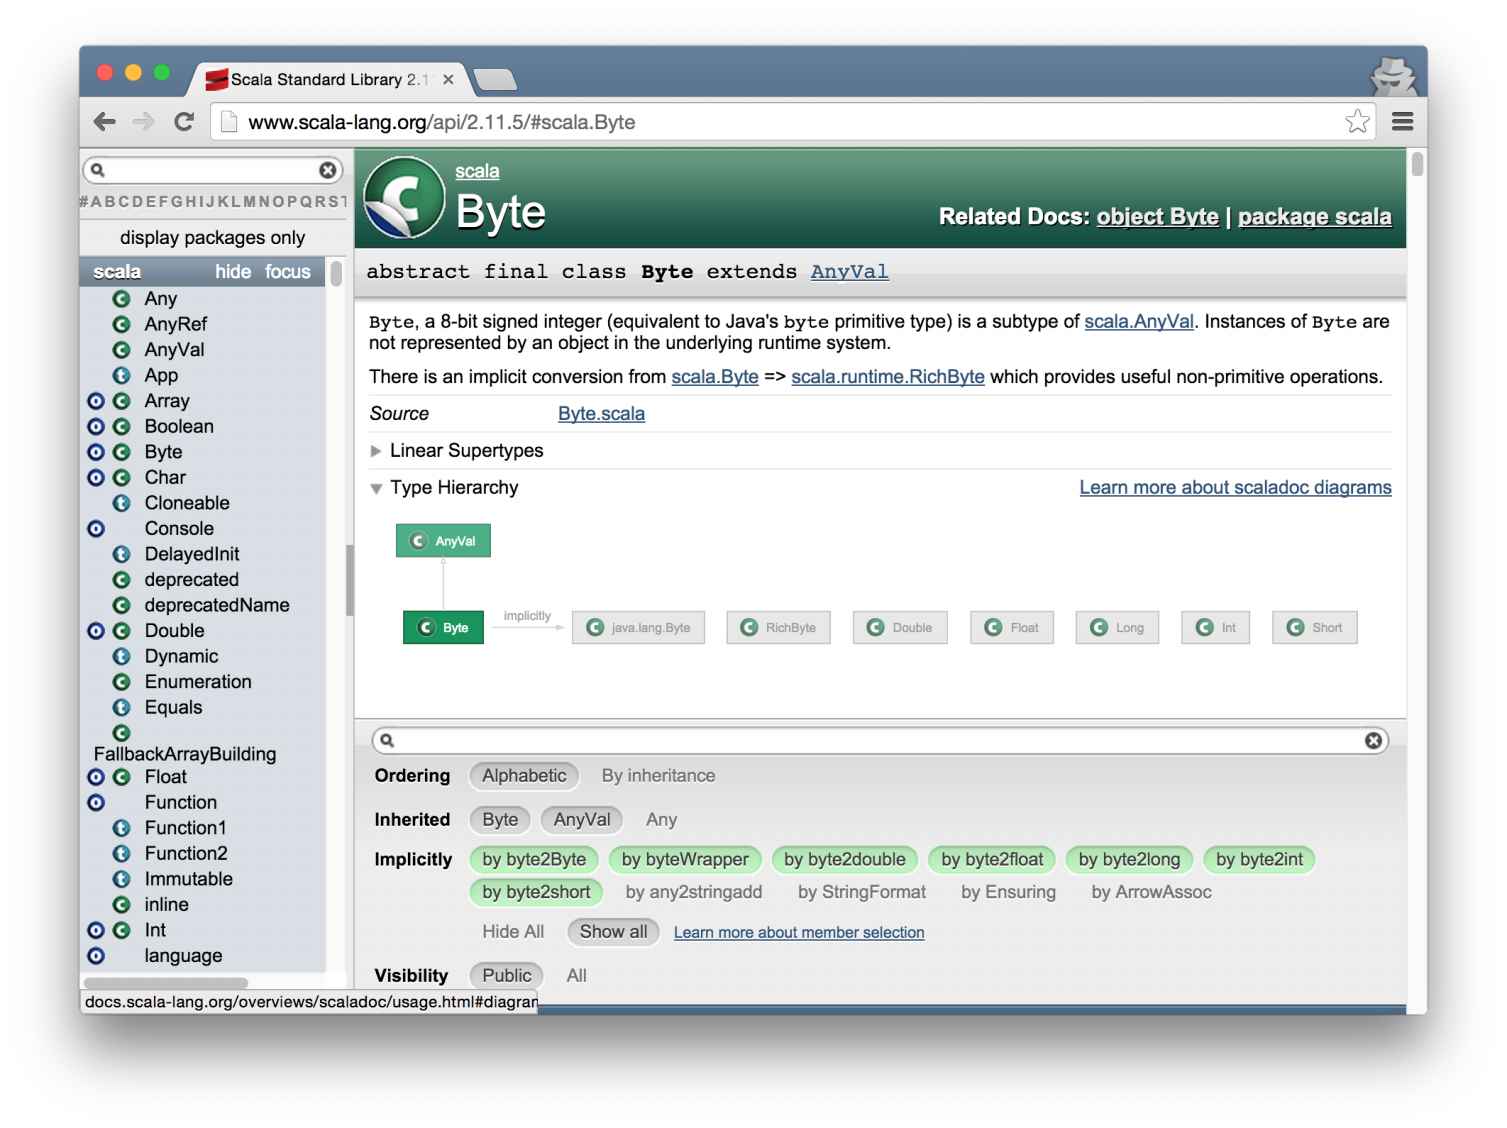 Scala Standard Library 2.1
www.scala-lang.org/api/2.11.5/#scala.Byte
#ABCDEFGHIJKLMNOPQRST
display packages only
scala hide focus
Any
AnyRef
AnyVal
App
Array
Boolean
Byte
Char
Cloneable
Console
DelayedInit
deprecated
deprecatedName
Double
Dynamic
Enumeration
Equals
FallbackArrayBuilding
Float
Function
Function1
Function2
Immutable
inline
Int
language
docs.scala-lang.org/overviews/scaladoc/usage.html#diagran
scala
Byte
Related Docs: object Byte | package scala
abstract final class Byte extends AnyVal
Byte, a 8-bit signed integer (equivalent to Java's byte primitive type) is a subtype of scala.AnyVal. Instances of Byte are
not represented by an object in the underlying runtime system.
There is an implicit conversion from scala.Byte => scala.runtime.RichByte which provides useful non-primitive operations.
Source Byte.scala
Linear Supertypes
Type Hierarchy Learn more about scaladoc diagrams
AnyVal
implicitly
Byte java.lang.Byte RichByte Double Float Long Int Short
Ordering Alphabetic By inheritance
Inherited Byte AnyVal Any
Implicitly by byte2Byte by byteWrapper by byte2double by byte2float by byte2long by byte2int
by byte2short by any2stringadd by StringFormat by Ensuring by ArrowAssoc
Hide All Show all Learn more about member selection
Visibility Public All